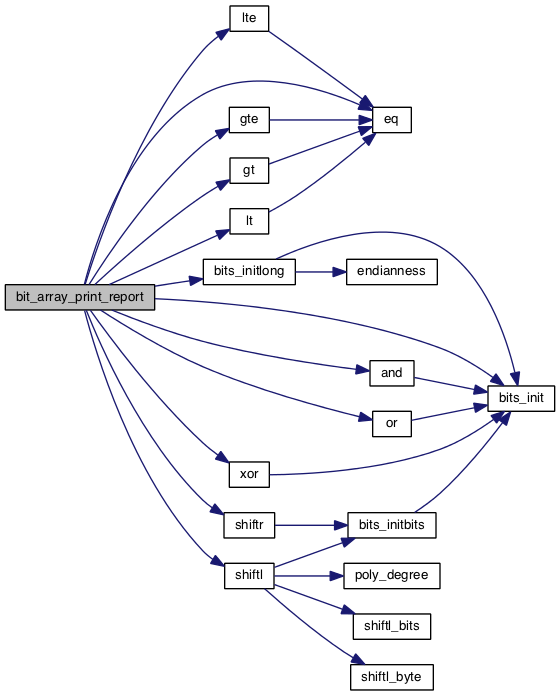 lte
gte
eq
gt
lt
bits_initlong
endianness
bit_array_print_report
and
bits_init
or
xor
shiftr
bits_initbits
shiftl
poly_degree
shiftl_bits
shiftl_byte